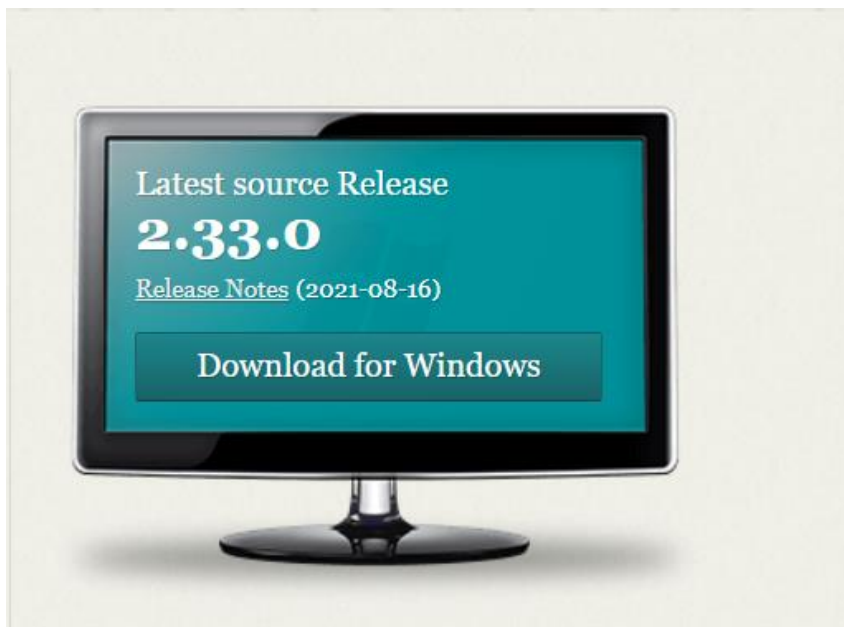 Latest source Release
2.33.0
Release Notes (2021-08-16)
Download for Windows